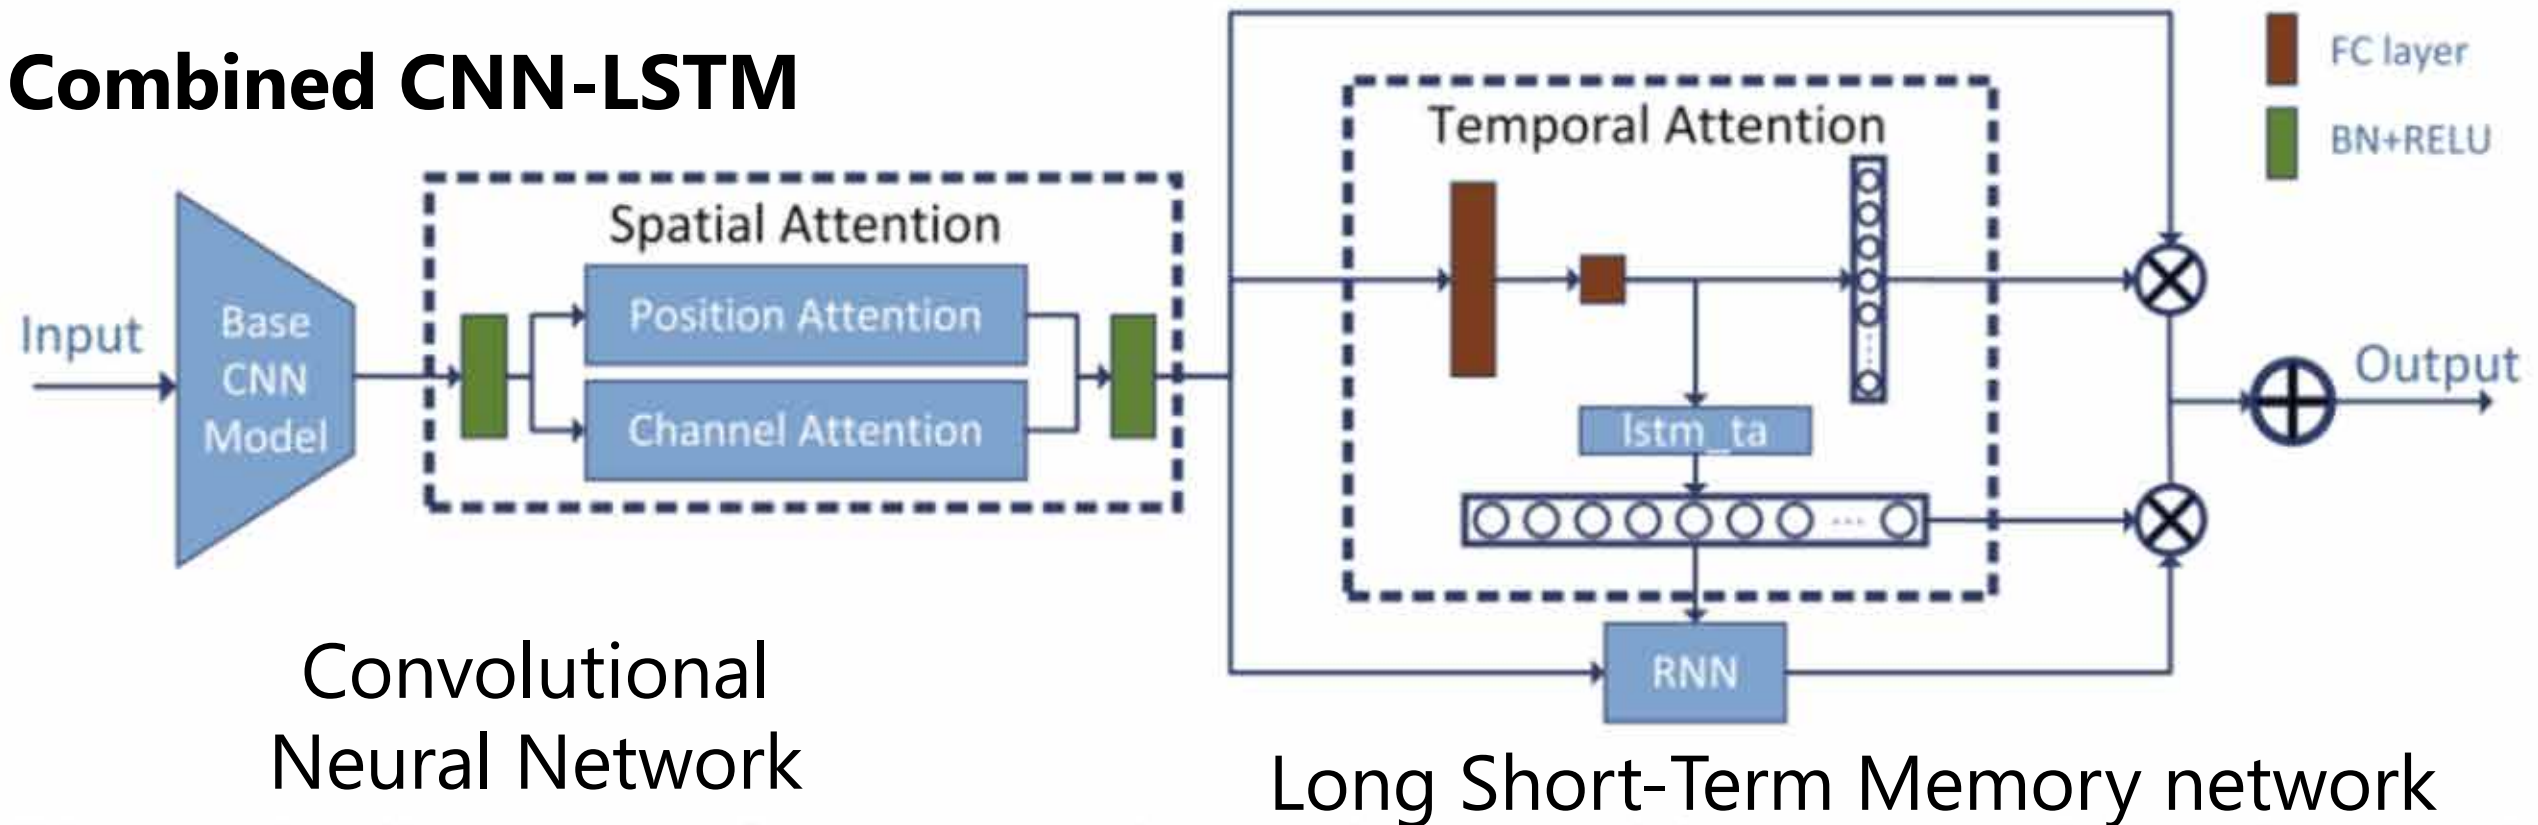 Combined CNN-LSTM
FC layer
BN+RELU
Temporal Attention
Spatial Attention
Input
Base
CNN
Model
Position Attention
Channel Attention
lstm_ta
Output
RNN
Convolutional
Neural Network
Long Short-Term Memory network